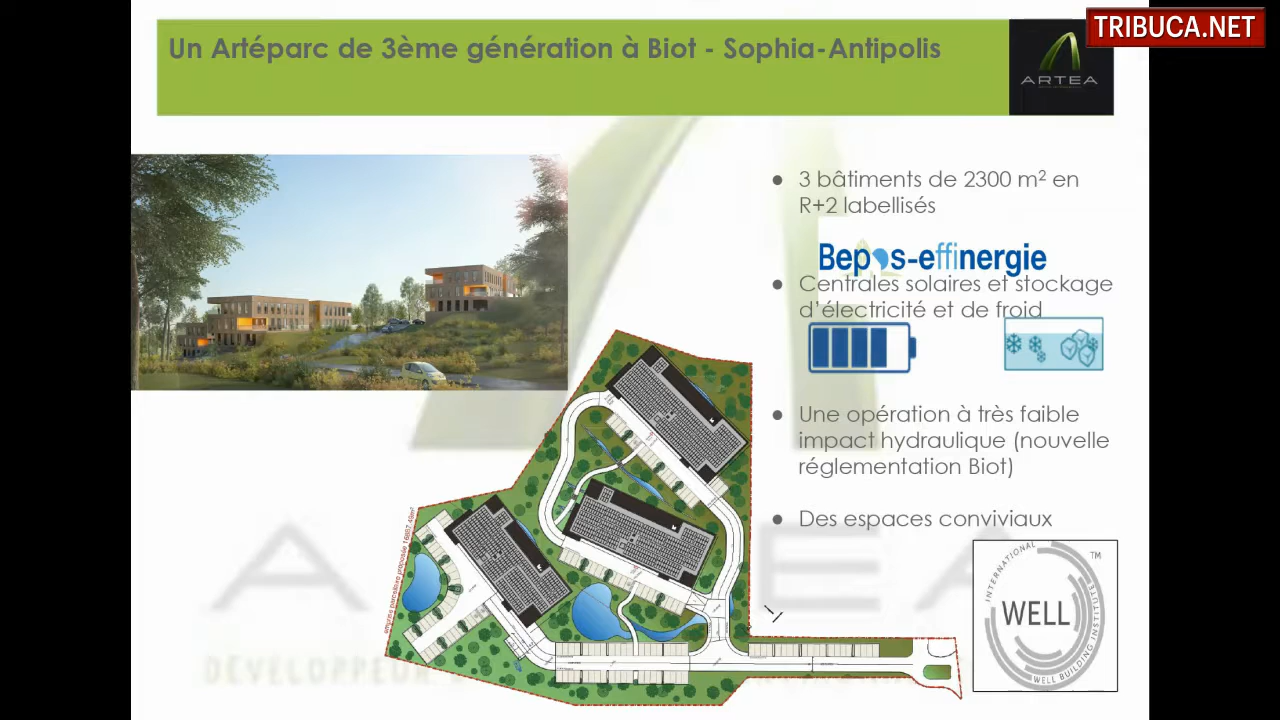 TRIBUCA.NET
Un Artéparc de 3ème génération à Biot - Sophia-Antipolis
ARTEA
● 3 bâtiments de 2300 m² en
R+2 labellisés
Bepos-effinergie
● Centrales solaires et stockage
d'électricité et de froid
● Une opération à très faible
impact hydraulique (nouvelle
réglementation Biot)
● Des espaces conviviaux
INTERNATIONAL
WELL
TM
WELL BUILDING INSTITUTE